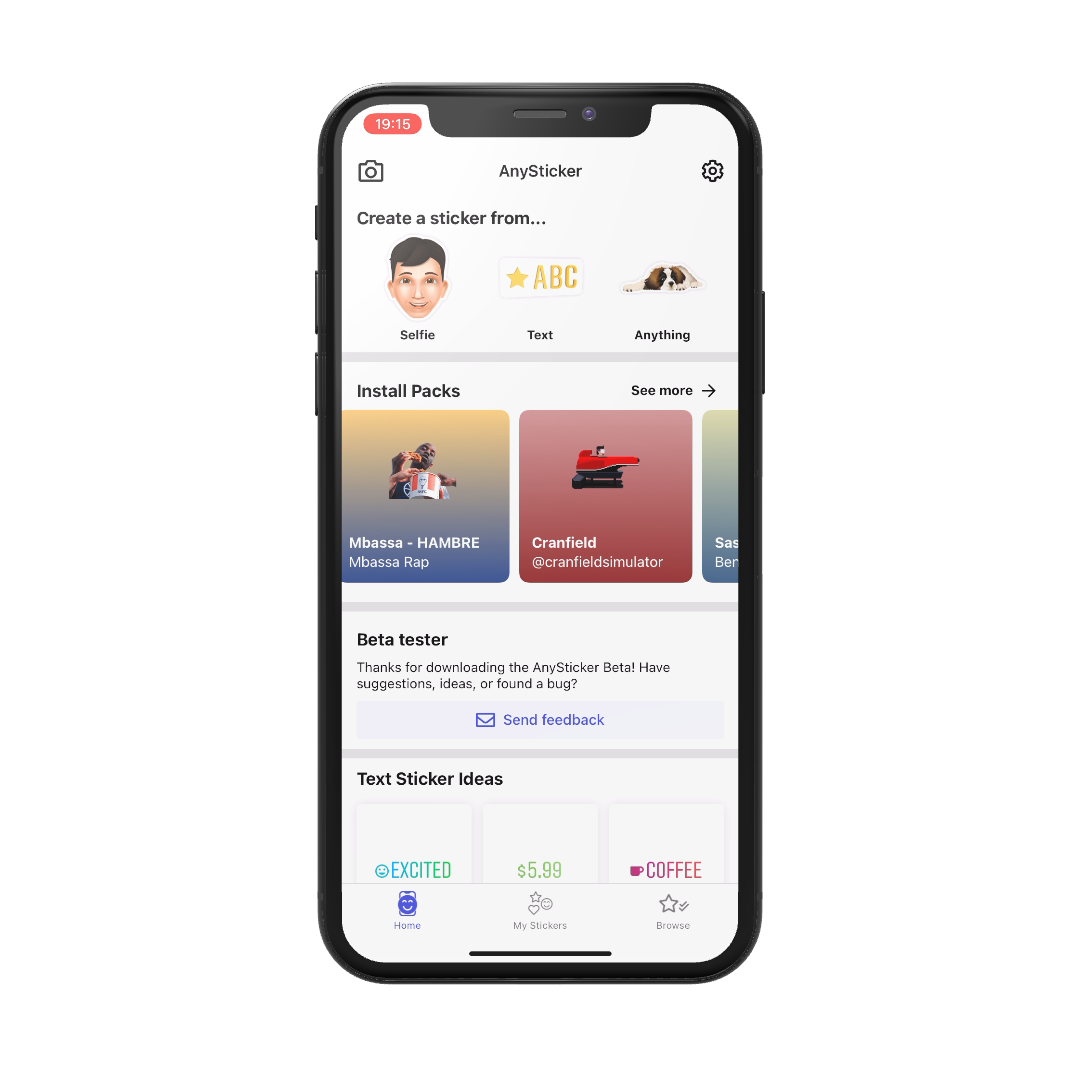 19:15
AnySticker
Create a sticker from...
ABC
Selfie
Text
Anything
Install Packs
See more
Mbassa - HAMBRE
Mbassa Rap
Cranfield
@cranfieldsimulator
Sas
Ben
Beta tester
Thanks for downloading the AnySticker Beta! Have
suggestions, ideas, or found a bug?
Send feedback
Text Sticker Ideas
EXCITED
$5.99
COFFEE
Home
My Stickers
Browse